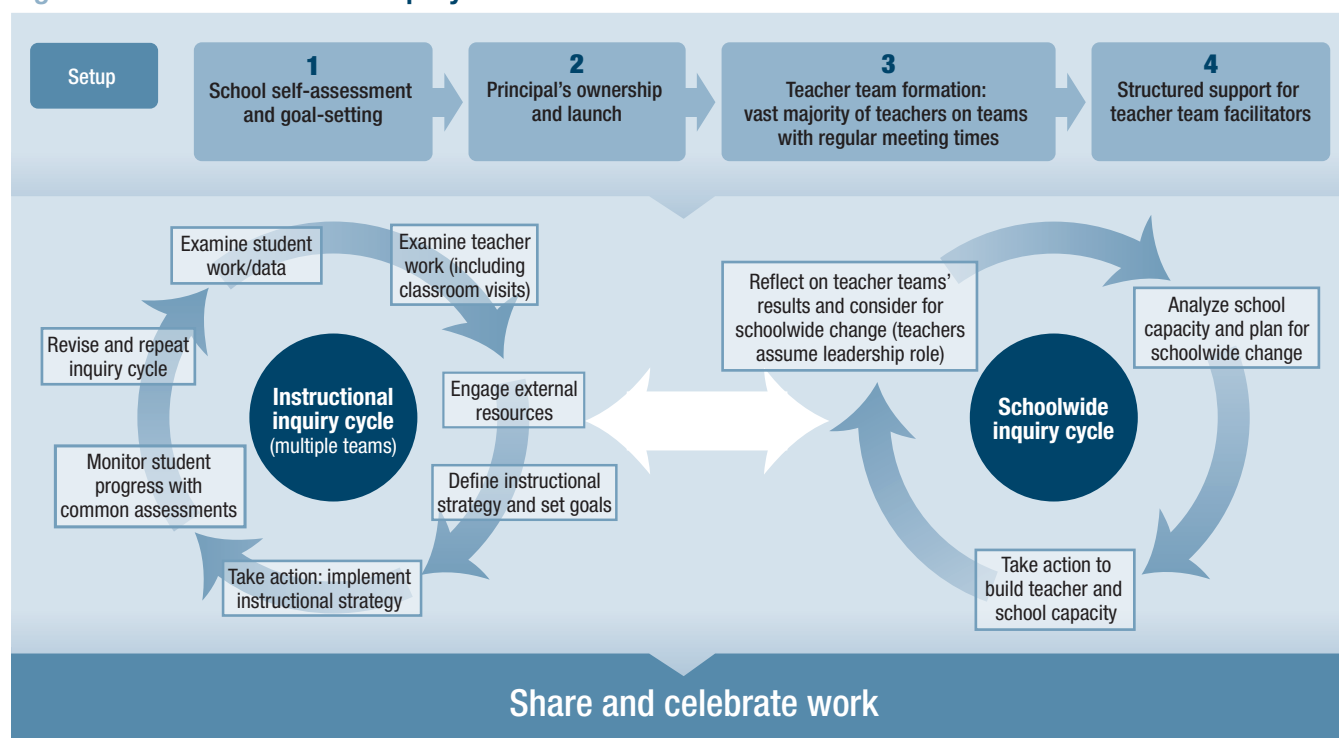 Setup
1
School self-assessment
and goal-setting
2
Principal's ownership
and launch
3
Teacher team formation:
vast majority of teachers on teams
with regular meeting times
4
Structured support for
teacher team facilitators
Examine student
work/data
Examine teacher
work (including
classroom visits)
Engage external
resources
Define instructional
strategy and set goals
Take action: implement
instructional strategy
Monitor student
progress with
common assessments
Revise and repeat
inquiry cycle
Instructional
inquiry cycle
(multiple teams)
Reflect on teacher teams'
results and consider for
schoolwide change (teachers
assume leadership role)
Analyze school
capacity and plan for
schoolwide change
Take action to
build teacher and
school capacity
Schoolwide
inquiry cycle
Share and celebrate work